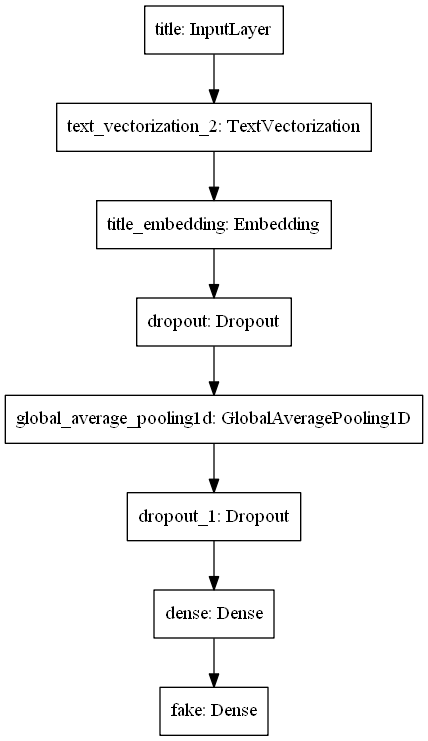 title: InputLayer
text_vectorization_2: TextVectorization
title_embedding: Embedding
dropout: Dropout
global_average_pooling1d: GlobalAveragePooling1D
dropout_1: Dropout
dense: Dense
fake: Dense